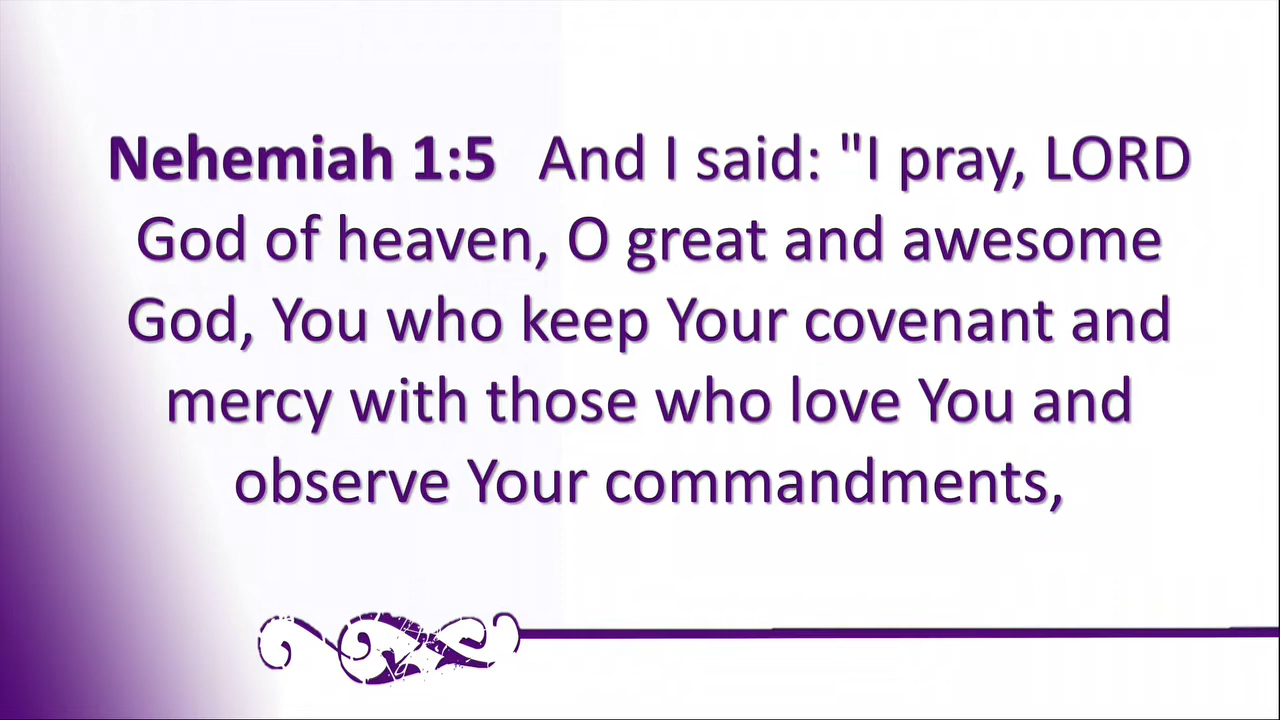 Nehemiah 1:5 And I said: "I pray, LORD
God of heaven, O great and awesome
God, You who keep Your covenant and
mercy with those who love You and
observe Your commandments,